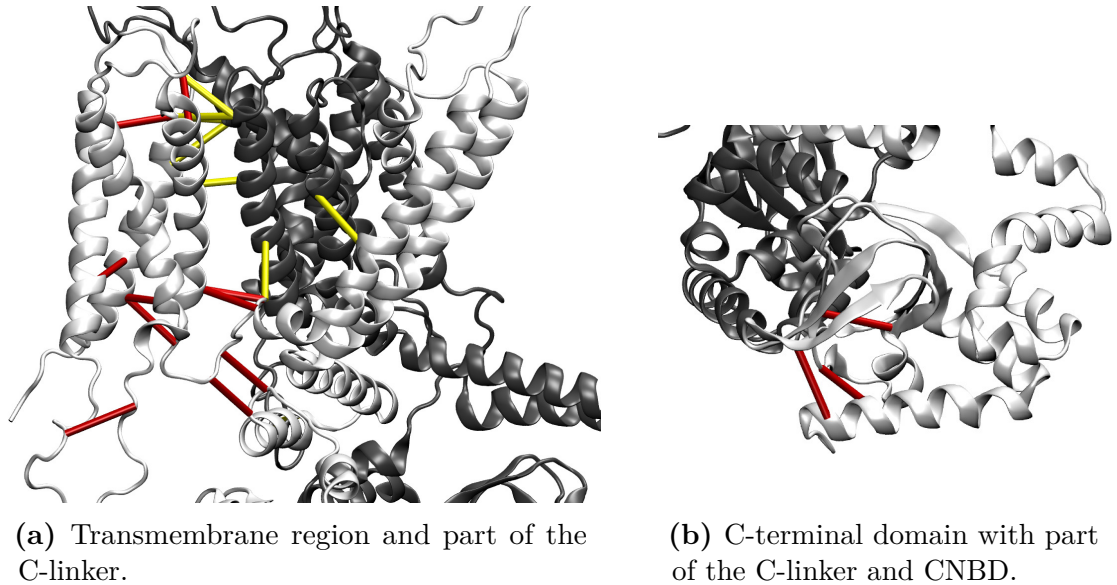 (a) Transmembrane region and part of the
C-linker.
(b) C-terminal domain with part
of the C-linker and CNBD.